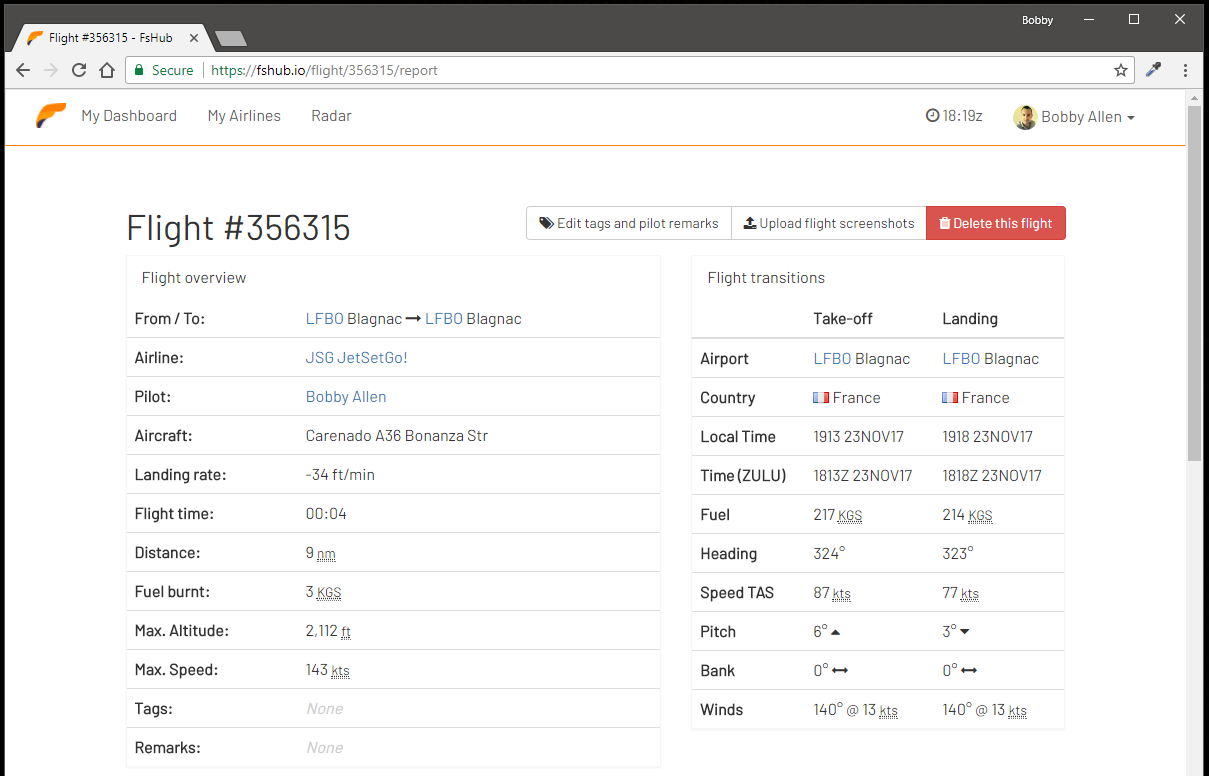 Bobby
Flight #356315 - FsHub
Secure https://fshub.io/flight/356315/report
My Dashboard My Airlines Radar 18:19z Bobby Allen
Flight #356315
Edit tags and pilot remarks Upload flight screenshots Delete this flight
Flight overview
From / To: LFBO Blagnac LFBO Blagnac
Airline: JSG JetSetGo!
Pilot: Bobby Allen
Aircraft: Carenado A36 Bonanza Str
Landing rate: -34 ft/min
Flight time: 00:04
Distance: 9 nm
Fuel burnt: 3 KGS
Max. Altitude: 2,112 ft
Max. Speed: 143 kts
Tags: None
Remarks: None
Flight transitions
Take-off Landing
Airport LFBO Blagnac LFBO Blagnac
Country France France
Local Time 1913 23NOV17 1918 23NOV17
Time (ZULU) 1813Z 23NOV17 1818Z 23NOV17
Fuel 217 KGS 214 KGS
Heading 324° 323°
Speed TAS 87 kts 77 kts
Pitch 6° 3°
Bank 0° 0°
Winds 140° @ 13 kts 140° @ 13 kts